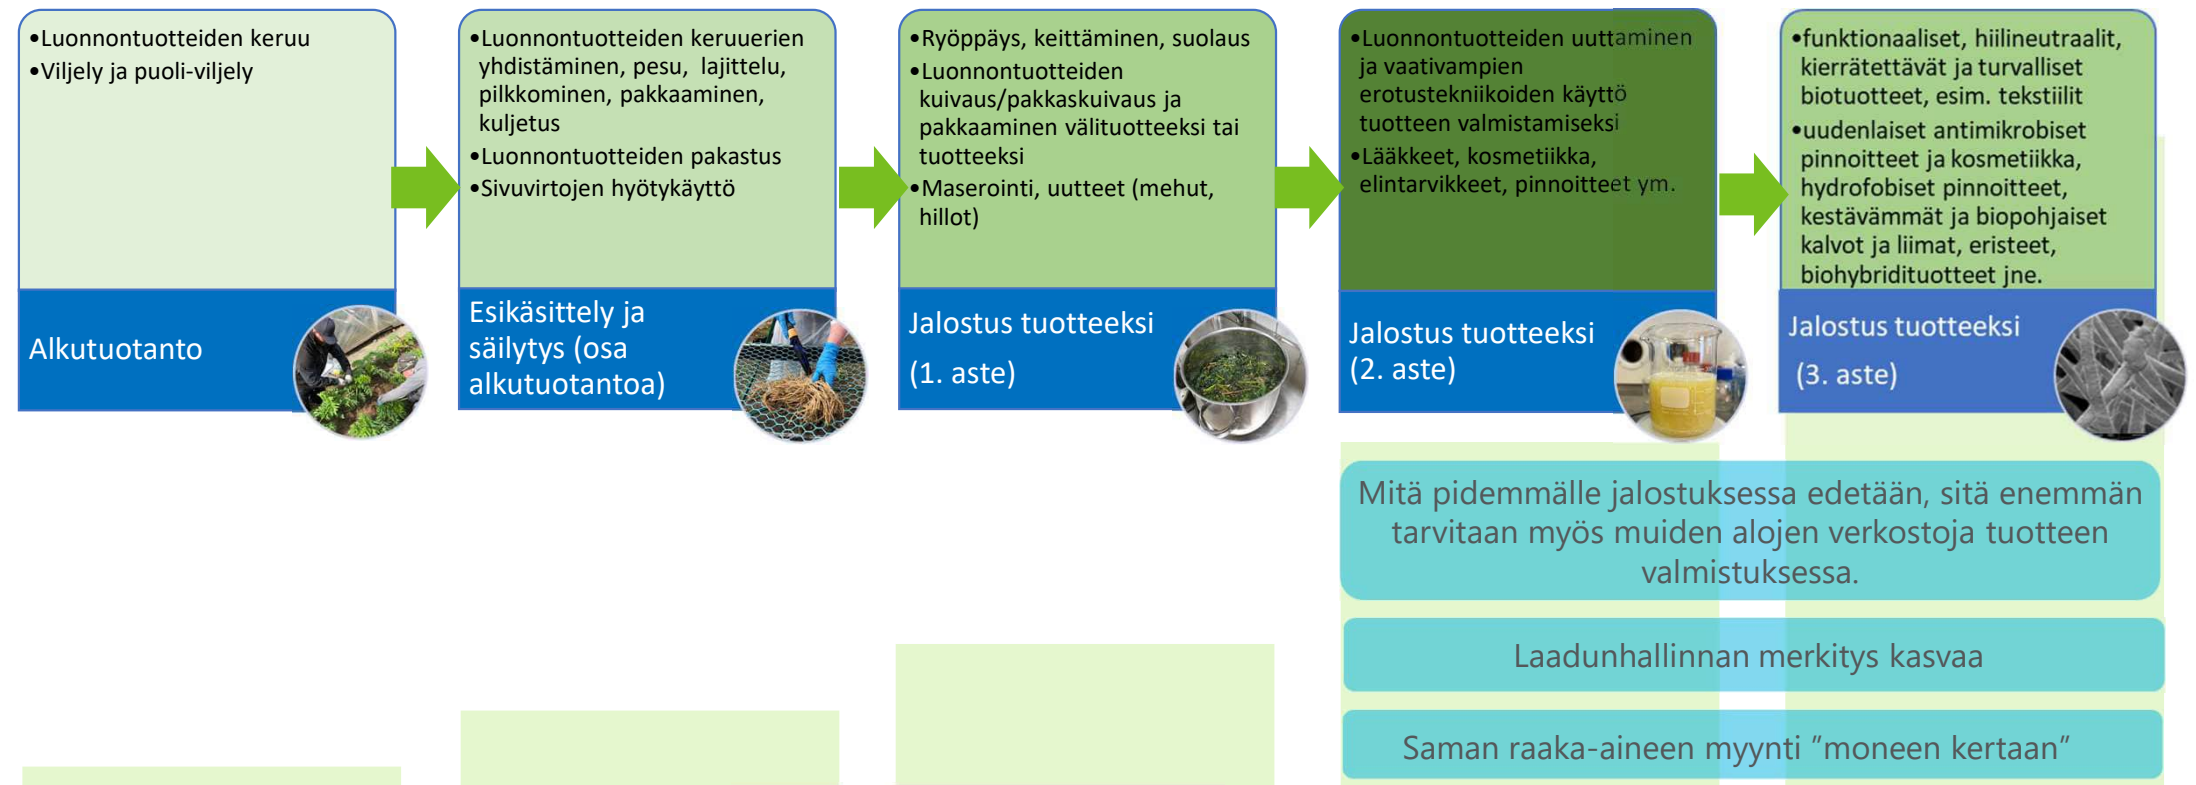 •Luonnontuotteiden keruu
•Viljely ja puoli-viljely
Alkutuotanto
•Luonnontuotteiden keruuerien
yhdistäminen, pesu, lajittelu,
pilkkominen, pakkaaminen,
kuljetus
•Luonnontuotteiden pakastus
•Sivuvirtojen hyötykäyttö
Esikäsittely ja
säilytys (osa
alkutuotantoa)
•Ryöppäys, keittäminen, suolaus
•Luonnontuotteiden
kuivaus/pakkaskuivaus ja
pakkaaminen välituotteeksi tai
tuotteeksi
•Maserointi, uutteet (mehut,
hillot)
Jalostus tuotteeksi
(1. aste)
•Luonnontuotteiden uuttaminen
ja vaativampien
erotustekniikoiden käyttö
tuotteen valmistamiseksi
•Lääkkeet, kosmetiikka,
elintarvikkeet, pinnoitteet ym.
Jalostus tuotteeksi
(2. aste)
•funktionaaliset, hiilineutraalit,
kierrätettävät ja turvalliset
biotuotteet, esim. tekstiilit
•uudenlaiset antimikrobiset
pinnoitteet ja kosmetiikka,
hydrofobiset pinnoitteet,
kestävämmät ja biopohjaiset
kalvot ja liimat, eristeet,
biohybridituotteet jne.
Jalostus tuotteeksi
(3. aste)
Mitä pidemmälle jalostuksessa edetään, sitä enemmän
tarvitaan myös muiden alojen verkostoja tuotteen
valmistuksessa.
Laadunhallinnan merkitys kasvaa
Saman raaka-aineen myynti ”moneen kertaan”